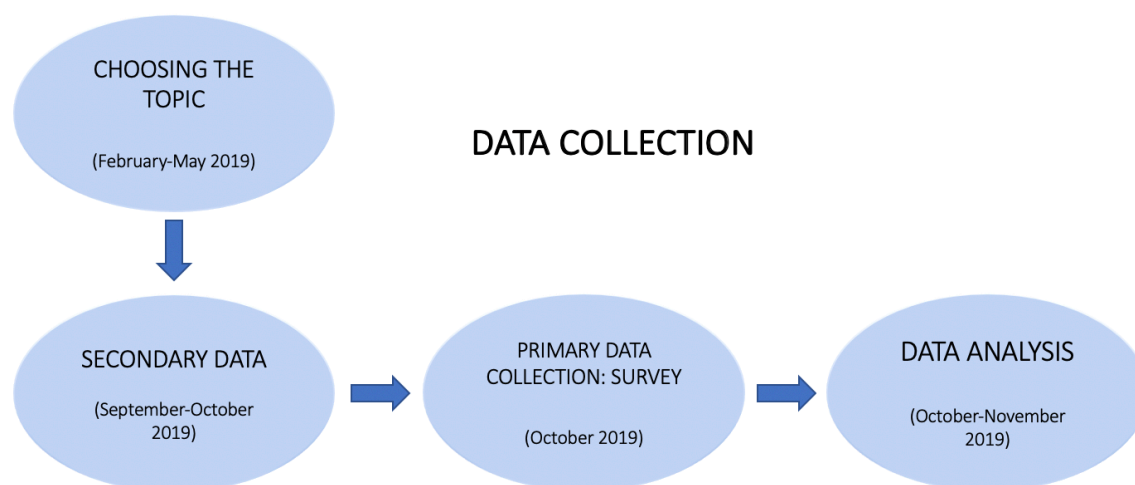 CHOOSING THE
TOPIC
(February-May 2019)
DATA COLLECTION
SECONDARY DATA
(September-October
2019)
PRIMARY DATA
COLLECTION: SURVEY
(October 2019)
DATA ANALYSIS
(October-November
2019)